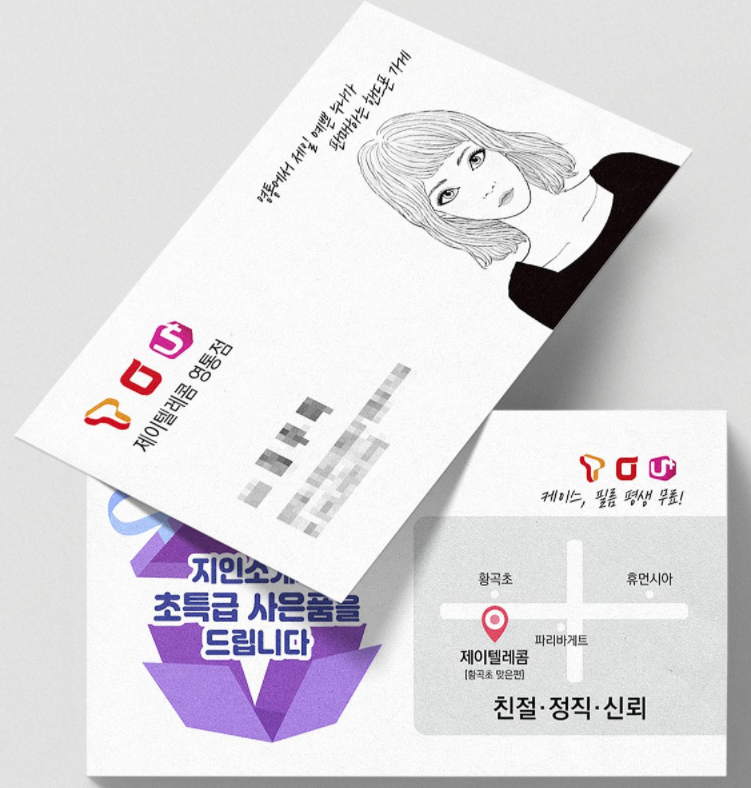 영통에서 제일 예쁜 누나가
판매하는 핸드폰 가게
제이텔레콤 영통점
케이스, 필름 평생 무료!
황곡초
휴먼시아
파리바게트
제이텔레콤
[황곡초 맞은편]
친절·정직·신뢰
지인소개
초특급 사은품을
드립니다